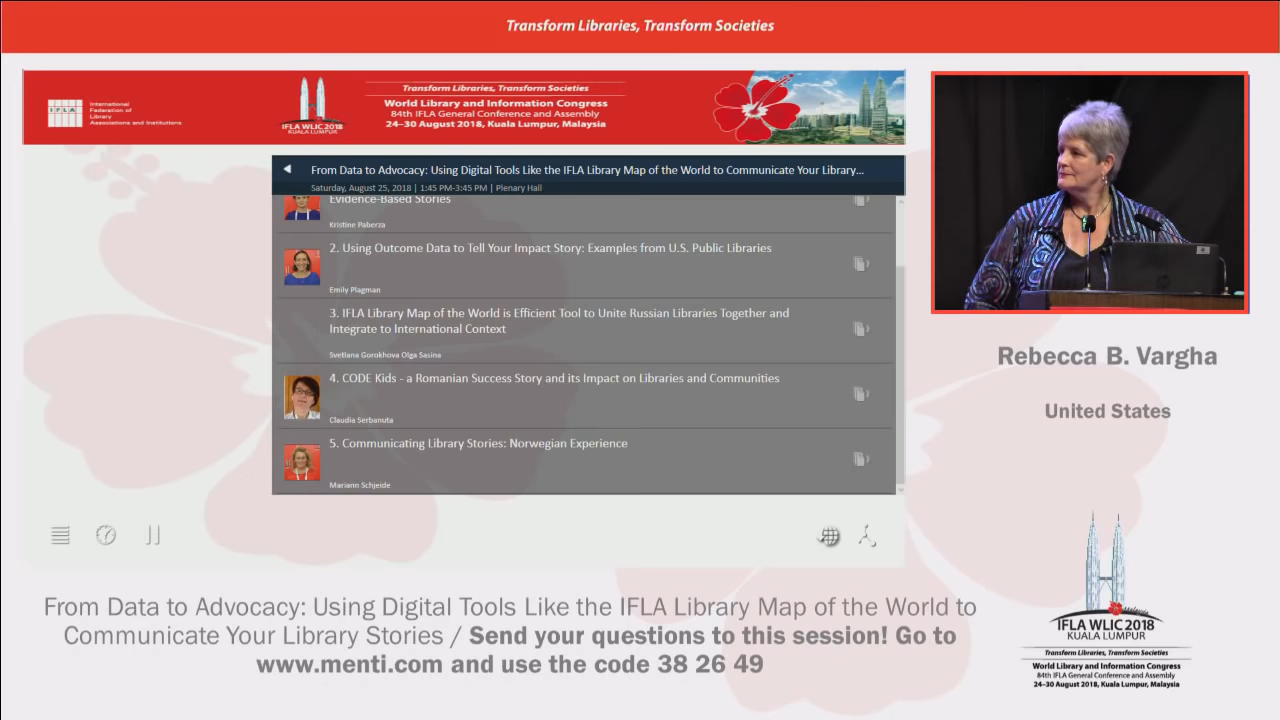 Transform Libraries, Transform Societies
IFLA
International
Federation of
Library
Associations and Institutions
IFLA WLIC 2018
KUALA LUMPUR
Transform Libraries, Transform Societies
World Library and Information Congress
84th IFLA General Conference and Assembly
24–30 August 2018, Kuala Lumpur, Malaysia
From Data to Advocacy: Using Digital Tools Like the IFLA Library Map of the World to Communicate Your Library...
Saturday, August 25, 2018 | 1:45 PM-3:45 PM | Plenary Hall
Evidence-Based Stories
Kristine Paberza
2. Using Outcome Data to Tell Your Impact Story: Examples from U.S. Public Libraries
Emily Plagman
3. IFLA Library Map of the World is Efficient Tool to Unite Russian Libraries Together and
Integrate to International Context
Svetlana Gorokhova Olga Sasina
4. CODE Kids - a Romanian Success Story and its Impact on Libraries and Communities
Claudia Serbanuta
5. Communicating Library Stories: Norwegian Experience
Mariann Schjeide
Rebecca B. Vargha
United States
From Data to Advocacy: Using Digital Tools Like the IFLA Library Map of the World to
Communicate Your Library Stories / Send your questions to this session! Go to
www.menti.com and use the code 38 26 49
Malaysia
IFLA WLIC 2018
KUALA LUMPUR
Transform Libraries, Transform Societies
World Library and Information Congress
84th IFLA General Conference and Assembly
24–30 August 2018, Kuala Lumpur, Malaysia